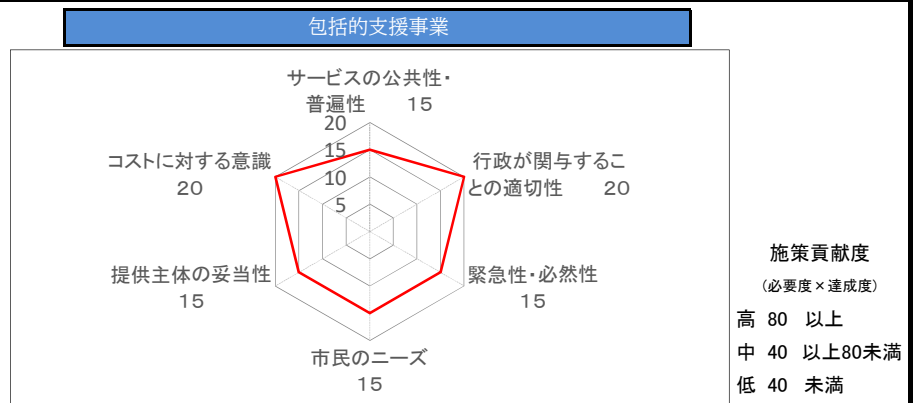 包括的支援事業
サービスの公共性・
普遍性 15
20
15
10
5
コストに対する意識
20
行政が関与するこ
との適切性 20
提供主体の妥当性
15
緊急性・必然性
15
市民のニーズ
15
施策貢献度
(必要度×達成度)
高 80 以上
中 40 以上80未満
低 40 未満